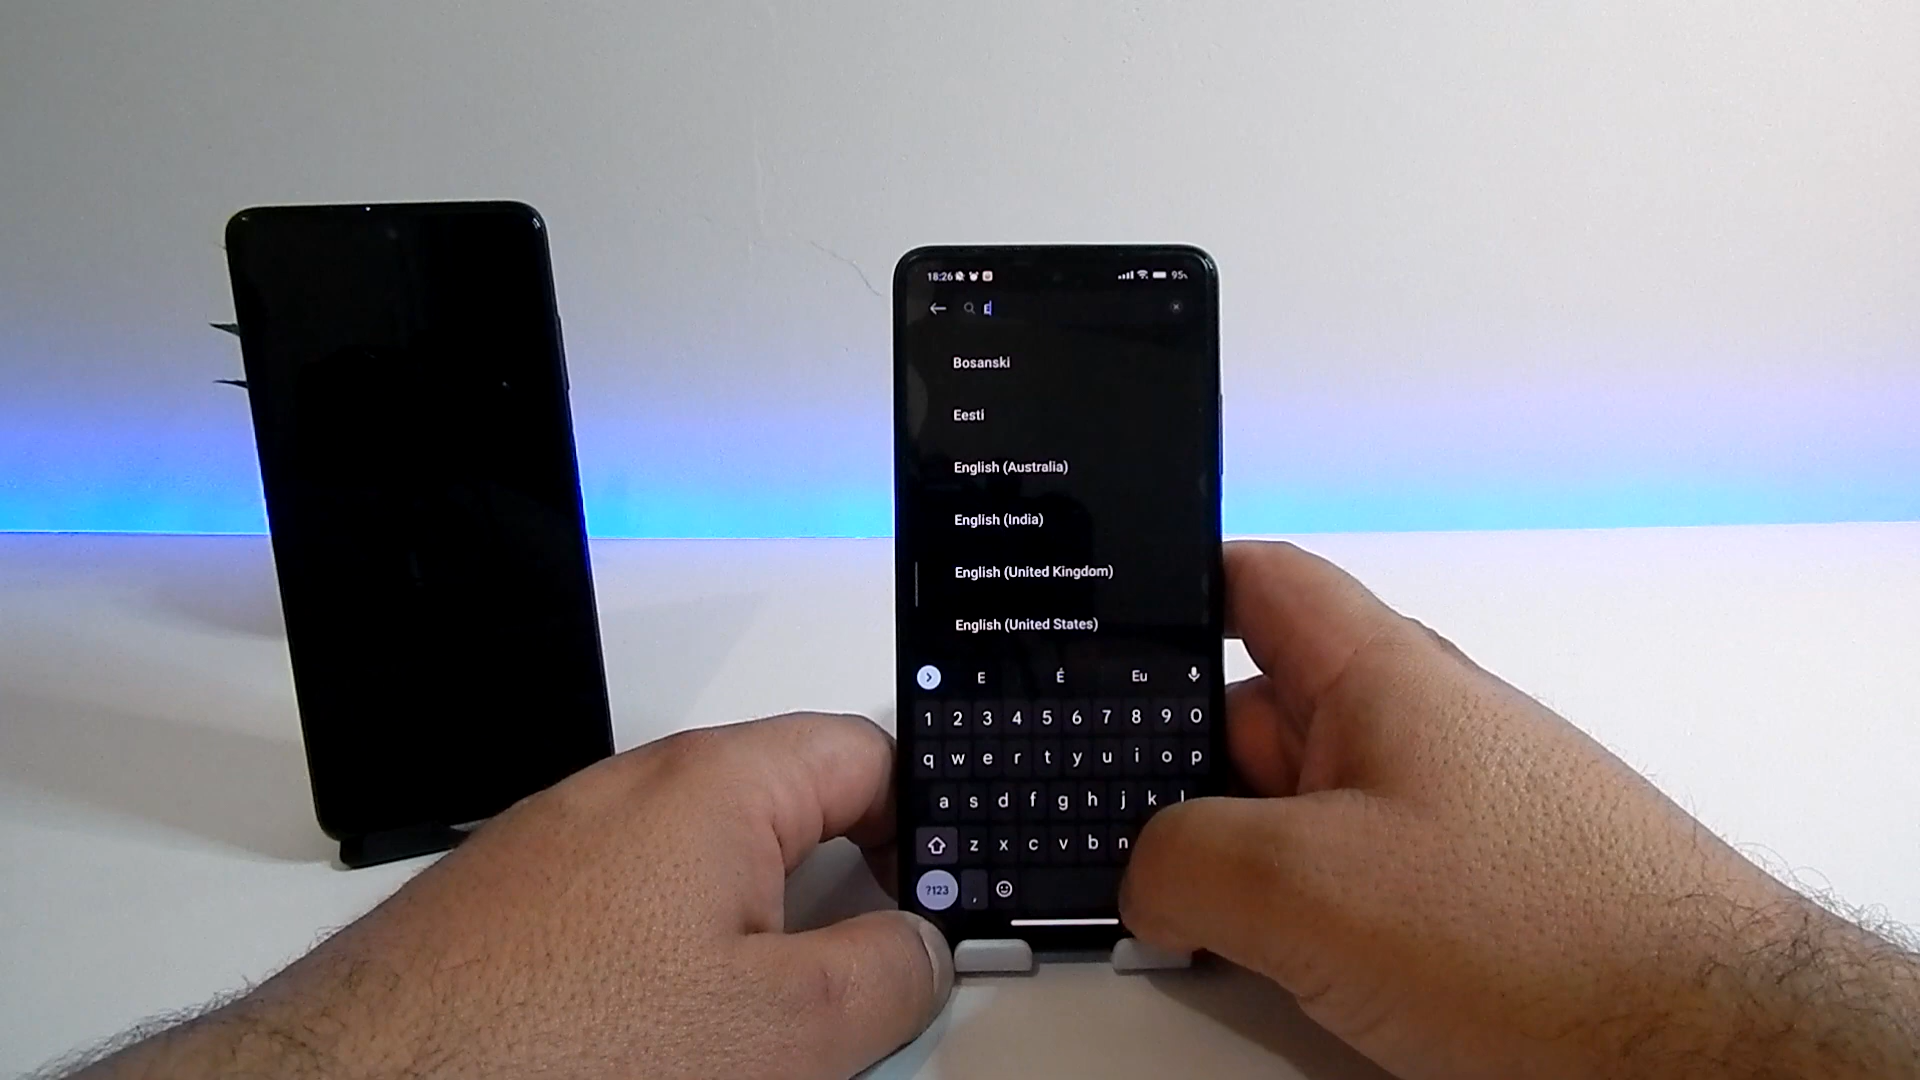 18:26 95%
E
Bosanski
Eesti
English (Australia)
English (India)
English (United Kingdom)
English (United States)
E É Eu
1 2 3 4 5 6 7 8 9 0
q w e r t y u i o p
a s d f g h j k l
z x c v b n
?123 ,